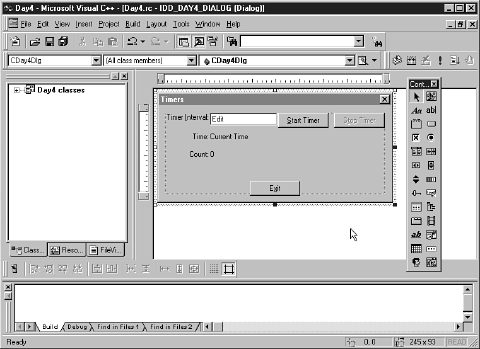 Day4 - Microsoft Visual C++ - [Day4.rc - IDD_DAY4_DIALOG (Dialog)]
File Edit View Insert Project Build Layout Tools Window Help
CDay4Dlg (All class members) CDay4Dlg
Day4 classes
Timers
Timer Interval: Edit Start Timer Stop Timer
Time: Current Time
Count: 0
Exit
Cont...
Aa ab|
Class... Reso... FileVi...
Build Debug Find in Files 1 Find in Files 2
Ready 0, 0 245 x 93 READ